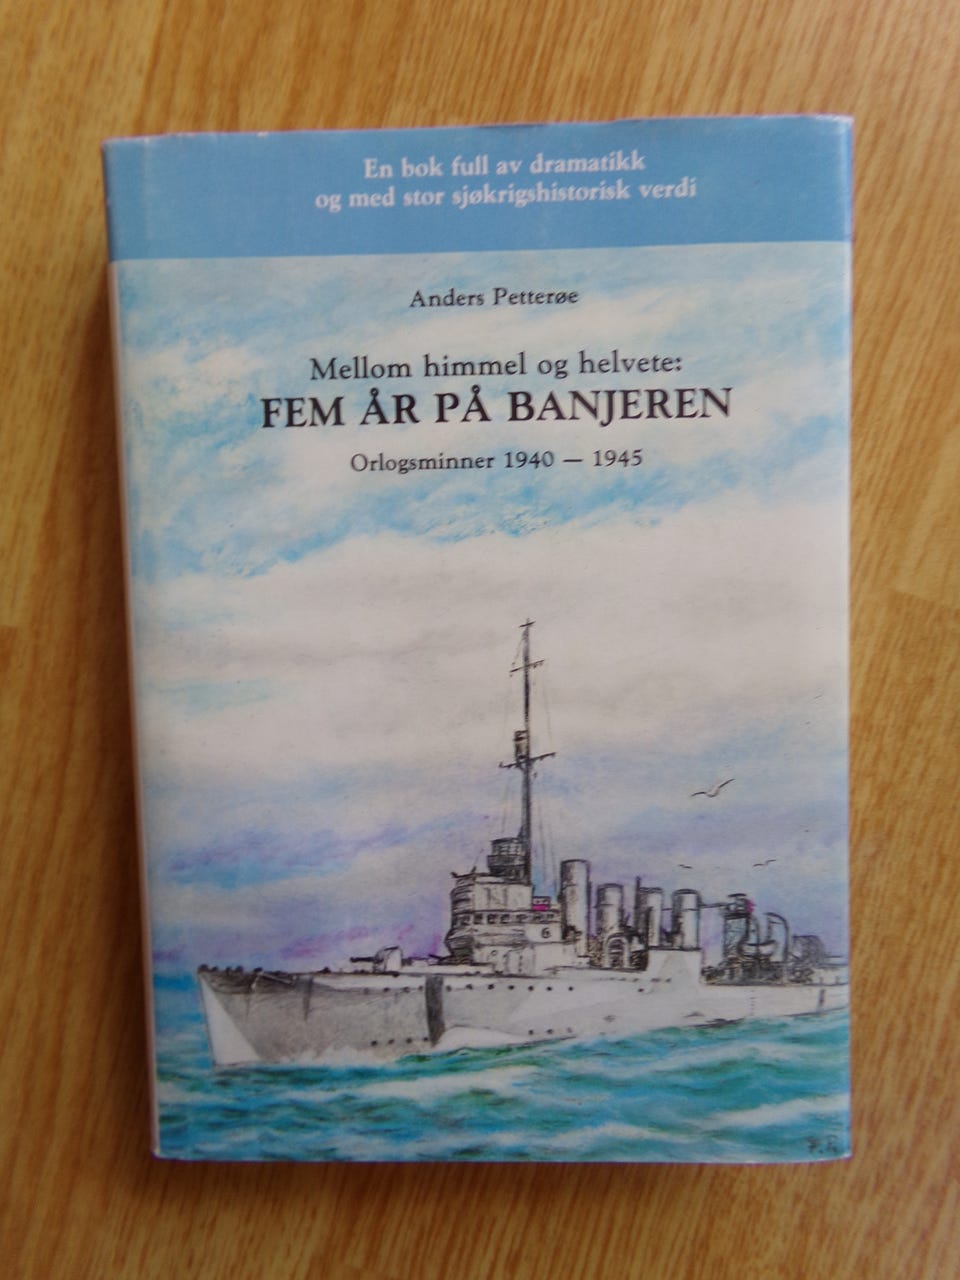 En bok full av dramatikk
og med stor sjøkrigshistorisk verdi
Anders Petterøe
Mellom himmel og helvete:
FEM ÅR PÅ BANJEREN
Orlogsminner 1940 — 1945
6